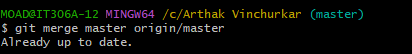 MOAD@IT306A-12 MINGW64 /c/Arthak Vinchurkar (master)
$ git merge master origin/master
Already up to date.